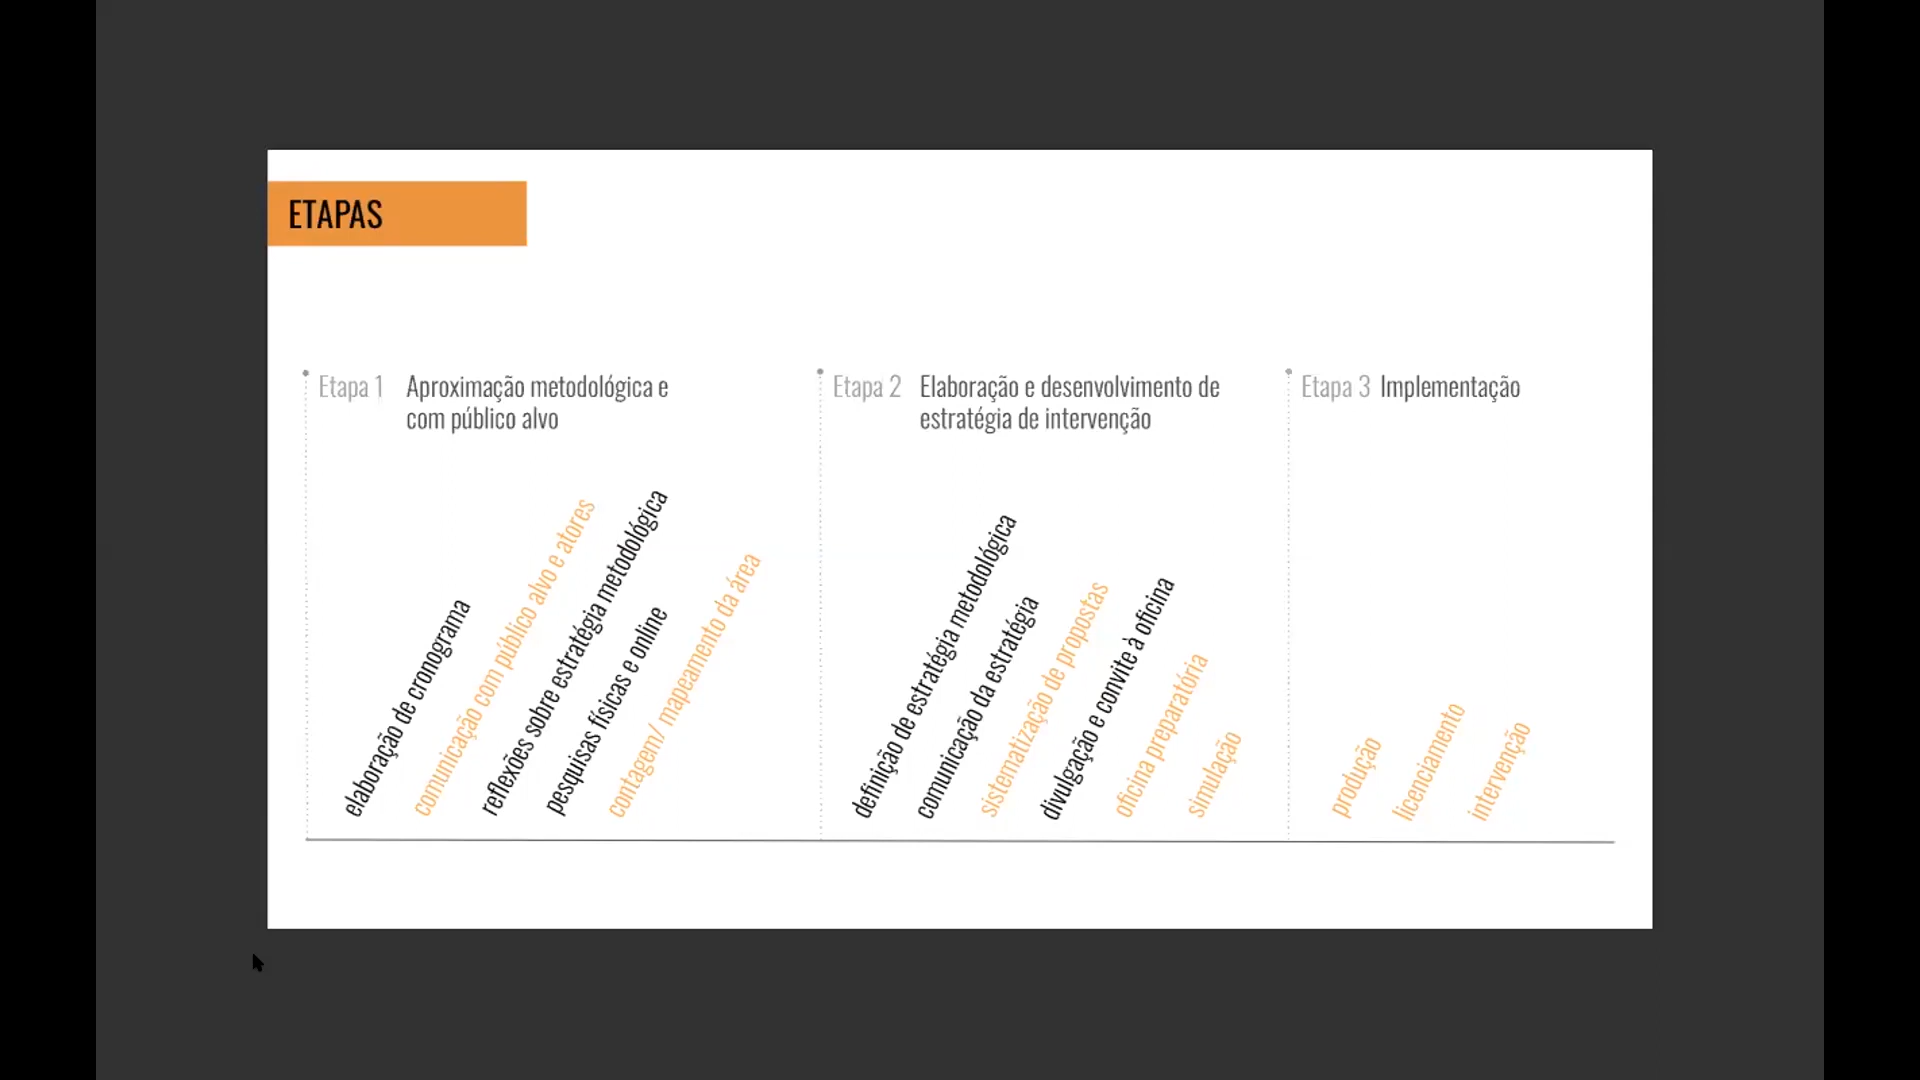 ETAPAS
Etapa 1
Aproximação metodológica e
com público alvo
elaboração de cronograma
comunicação com público alvo e atores
reflexões sobre estratégia metodológica
pesquisas físicas e online
contagem/ mapeamento da área
Etapa 2
Elaboração e desenvolvimento de
estratégia de intervenção
definição de estratégia metodológica
comunicação da estratégia
sistematização de propostas
divulgação e convite à oficina
oficina preparatória
simulação
Etapa 3 Implementação
produção
licenciamento
intervenção